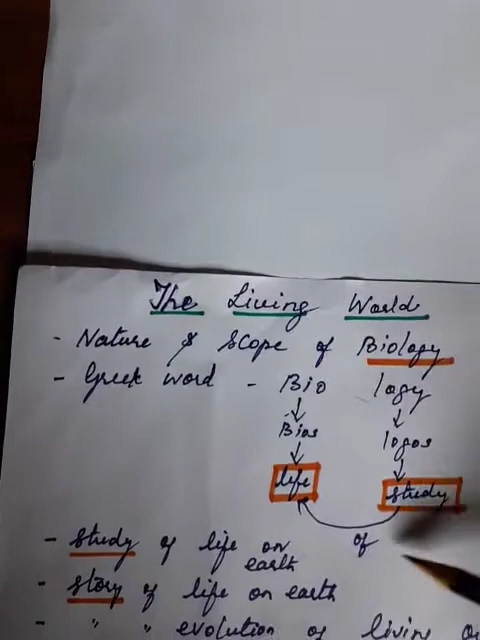 The Living World
- Nature & Scope of Biology
- Greek word - Bio logy
Bios logos
life study
of
- Study of life on earth
- Story of life on earth
- " " evolution of living